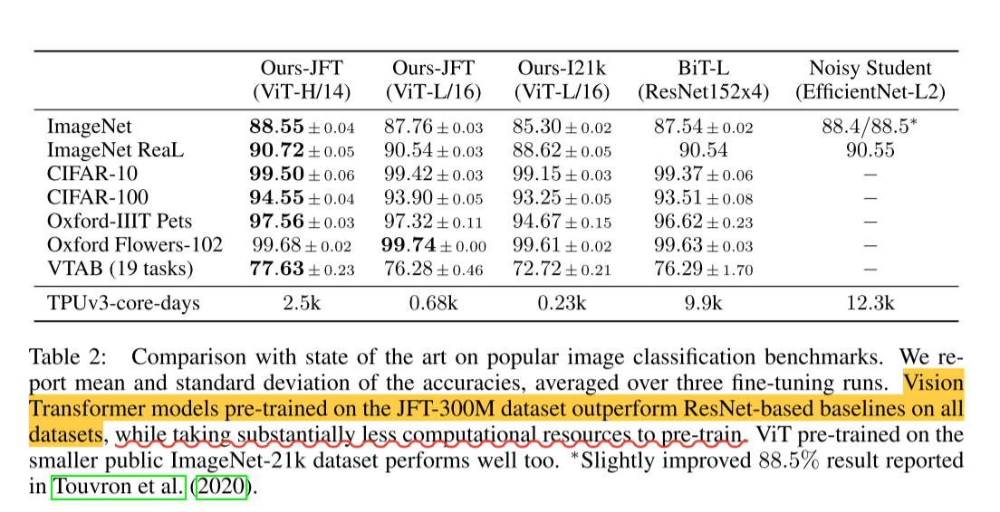 Ours-JFT Ours-JFT Ours-I21k BiT-L Noisy Student
(ViT-H/14) (ViT-L/16) (ViT-L/16) (ResNet152x4) (EfficientNet-L2)
ImageNet 88.55 ± 0.04 87.76 ± 0.03 85.30 ± 0.02 87.54 ± 0.02 88.4/88.5*
ImageNet ReaL 90.72 ± 0.05 90.54 ± 0.03 88.62 ± 0.05 90.54 90.55
CIFAR-10 99.50 ± 0.06 99.42 ± 0.03 99.15 ± 0.03 99.37 ± 0.06 –
CIFAR-100 94.55 ± 0.04 93.90 ± 0.05 93.25 ± 0.05 93.51 ± 0.08 –
Oxford-IIIT Pets 97.56 ± 0.03 97.32 ± 0.11 94.67 ± 0.15 96.62 ± 0.23 –
Oxford Flowers-102 99.68 ± 0.02 99.74 ± 0.00 99.61 ± 0.02 99.63 ± 0.03 –
VTAB (19 tasks) 77.63 ± 0.23 76.28 ± 0.46 72.72 ± 0.21 76.29 ± 1.70 –
TPUv3-core-days 2.5k 0.68k 0.23k 9.9k 12.3k
Table 2: Comparison with state of the art on popular image classification benchmarks. We re-
port mean and standard deviation of the accuracies, averaged over three fine-tuning runs. Vision
Transformer models pre-trained on the JFT-300M dataset outperform ResNet-based baselines on all
datasets, while taking substantially less computational resources to pre-train. ViT pre-trained on the
smaller public ImageNet-21k dataset performs well too. *Slightly improved 88.5% result reported
in Touvron et al. (2020).